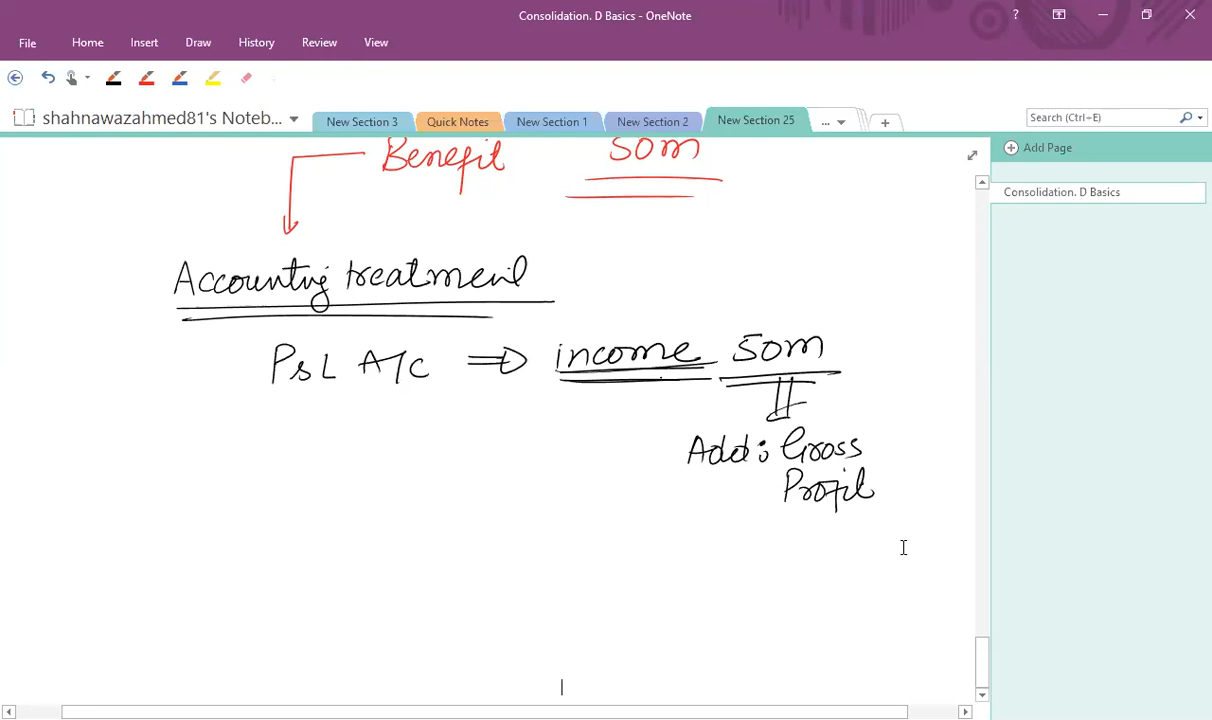 Consolidation. D Basics - OneNote
?
File Home Insert Draw History Review View
shahnawazahmed81's Noteb...
New Section 3 Quick Notes New Section 1 New Section 2 New Section 25 ... +
Search (Ctrl+E)
Add Page
Consolidation. D Basics
Benefit 50m
Accounting treatment
P&L A/c ⇒ income 50m
Add: Gross
Profit